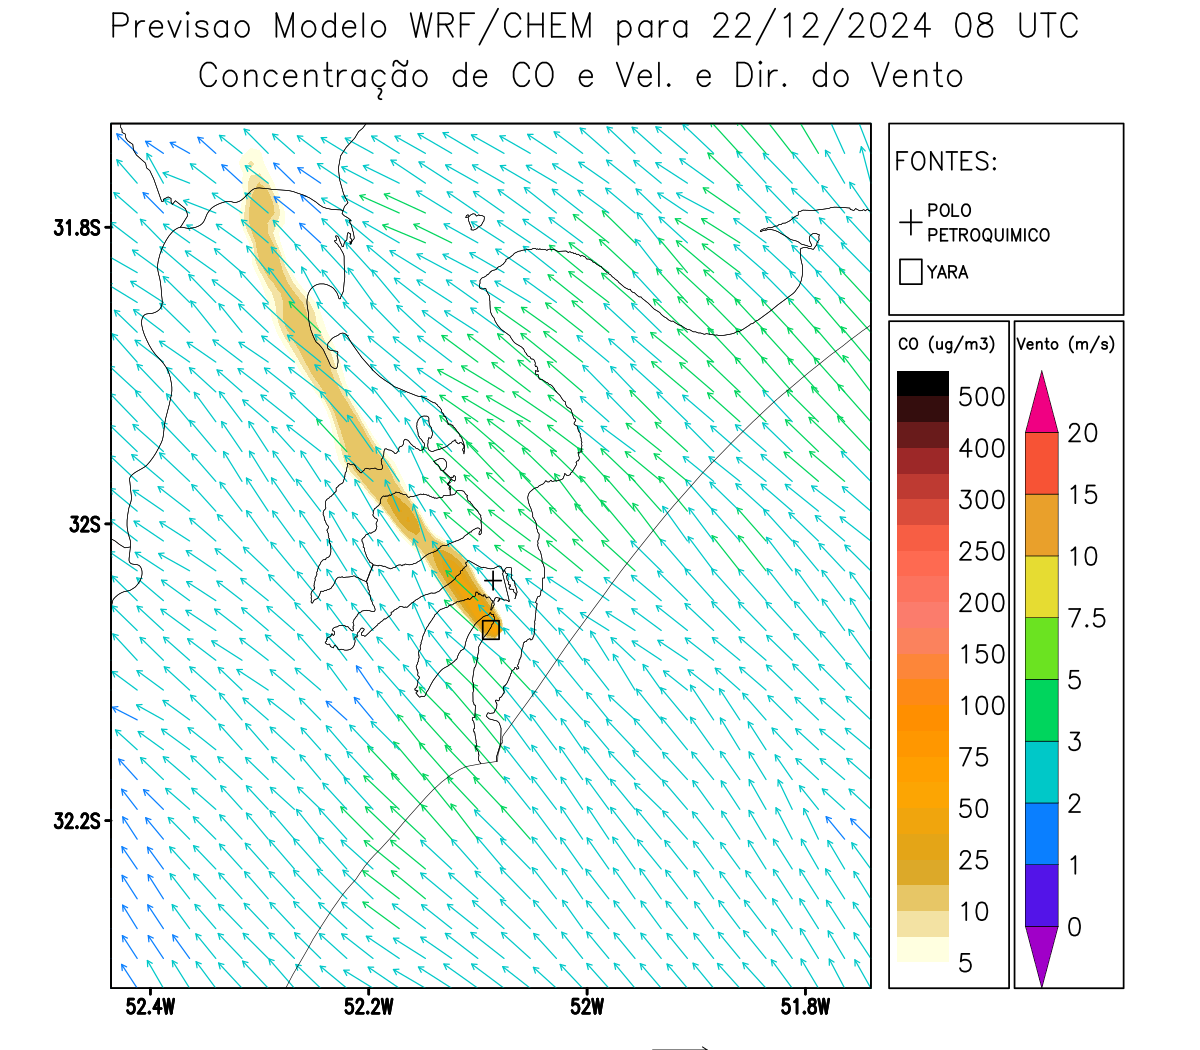 Previsao Modelo WRF/CHEM para 22/12/2024 08 UTC
Concentração de CO e Vel. e Dir. do Vento
FONTES:
POLO
PETROQUIMICO
YARA
CO (ug/m3)
500
400
300
250
200
150
100
75
50
25
10
5
Vento (m/s)
20
15
10
7.5
5
3
2
1
0
31.8S
32S
32.2S
52.4W
52.2W
52W
51.8W